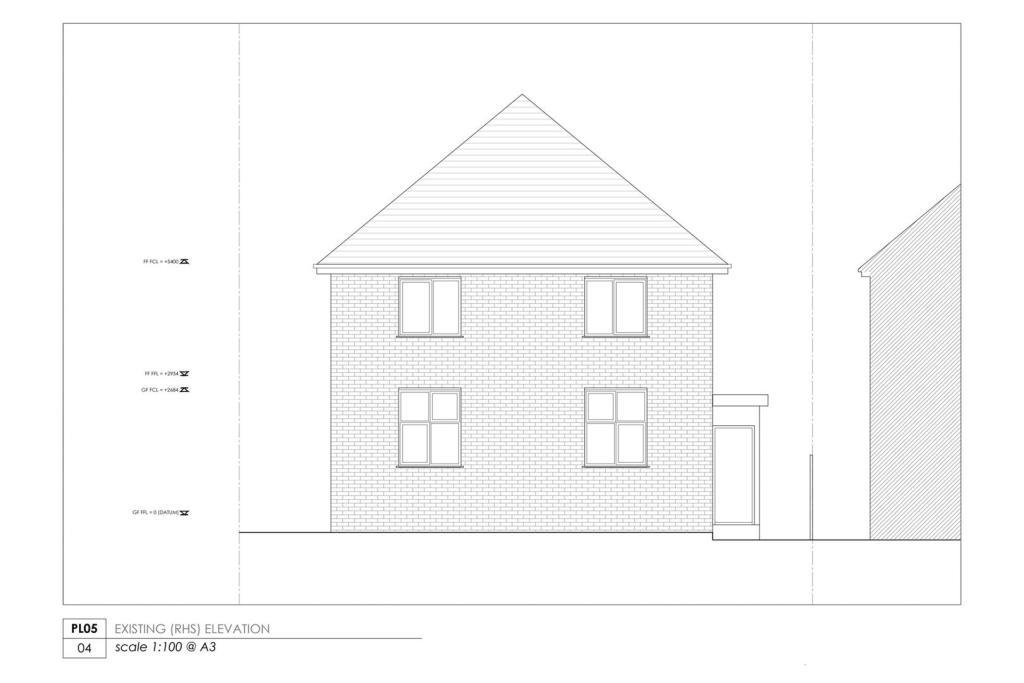 FF FCL = +5400
FF FFL = +2934
GF FCL = +2684
GF FFL = 0 (DATUM)
PL05 EXISTING (RHS) ELEVATION
04 scale 1:100 @ A3